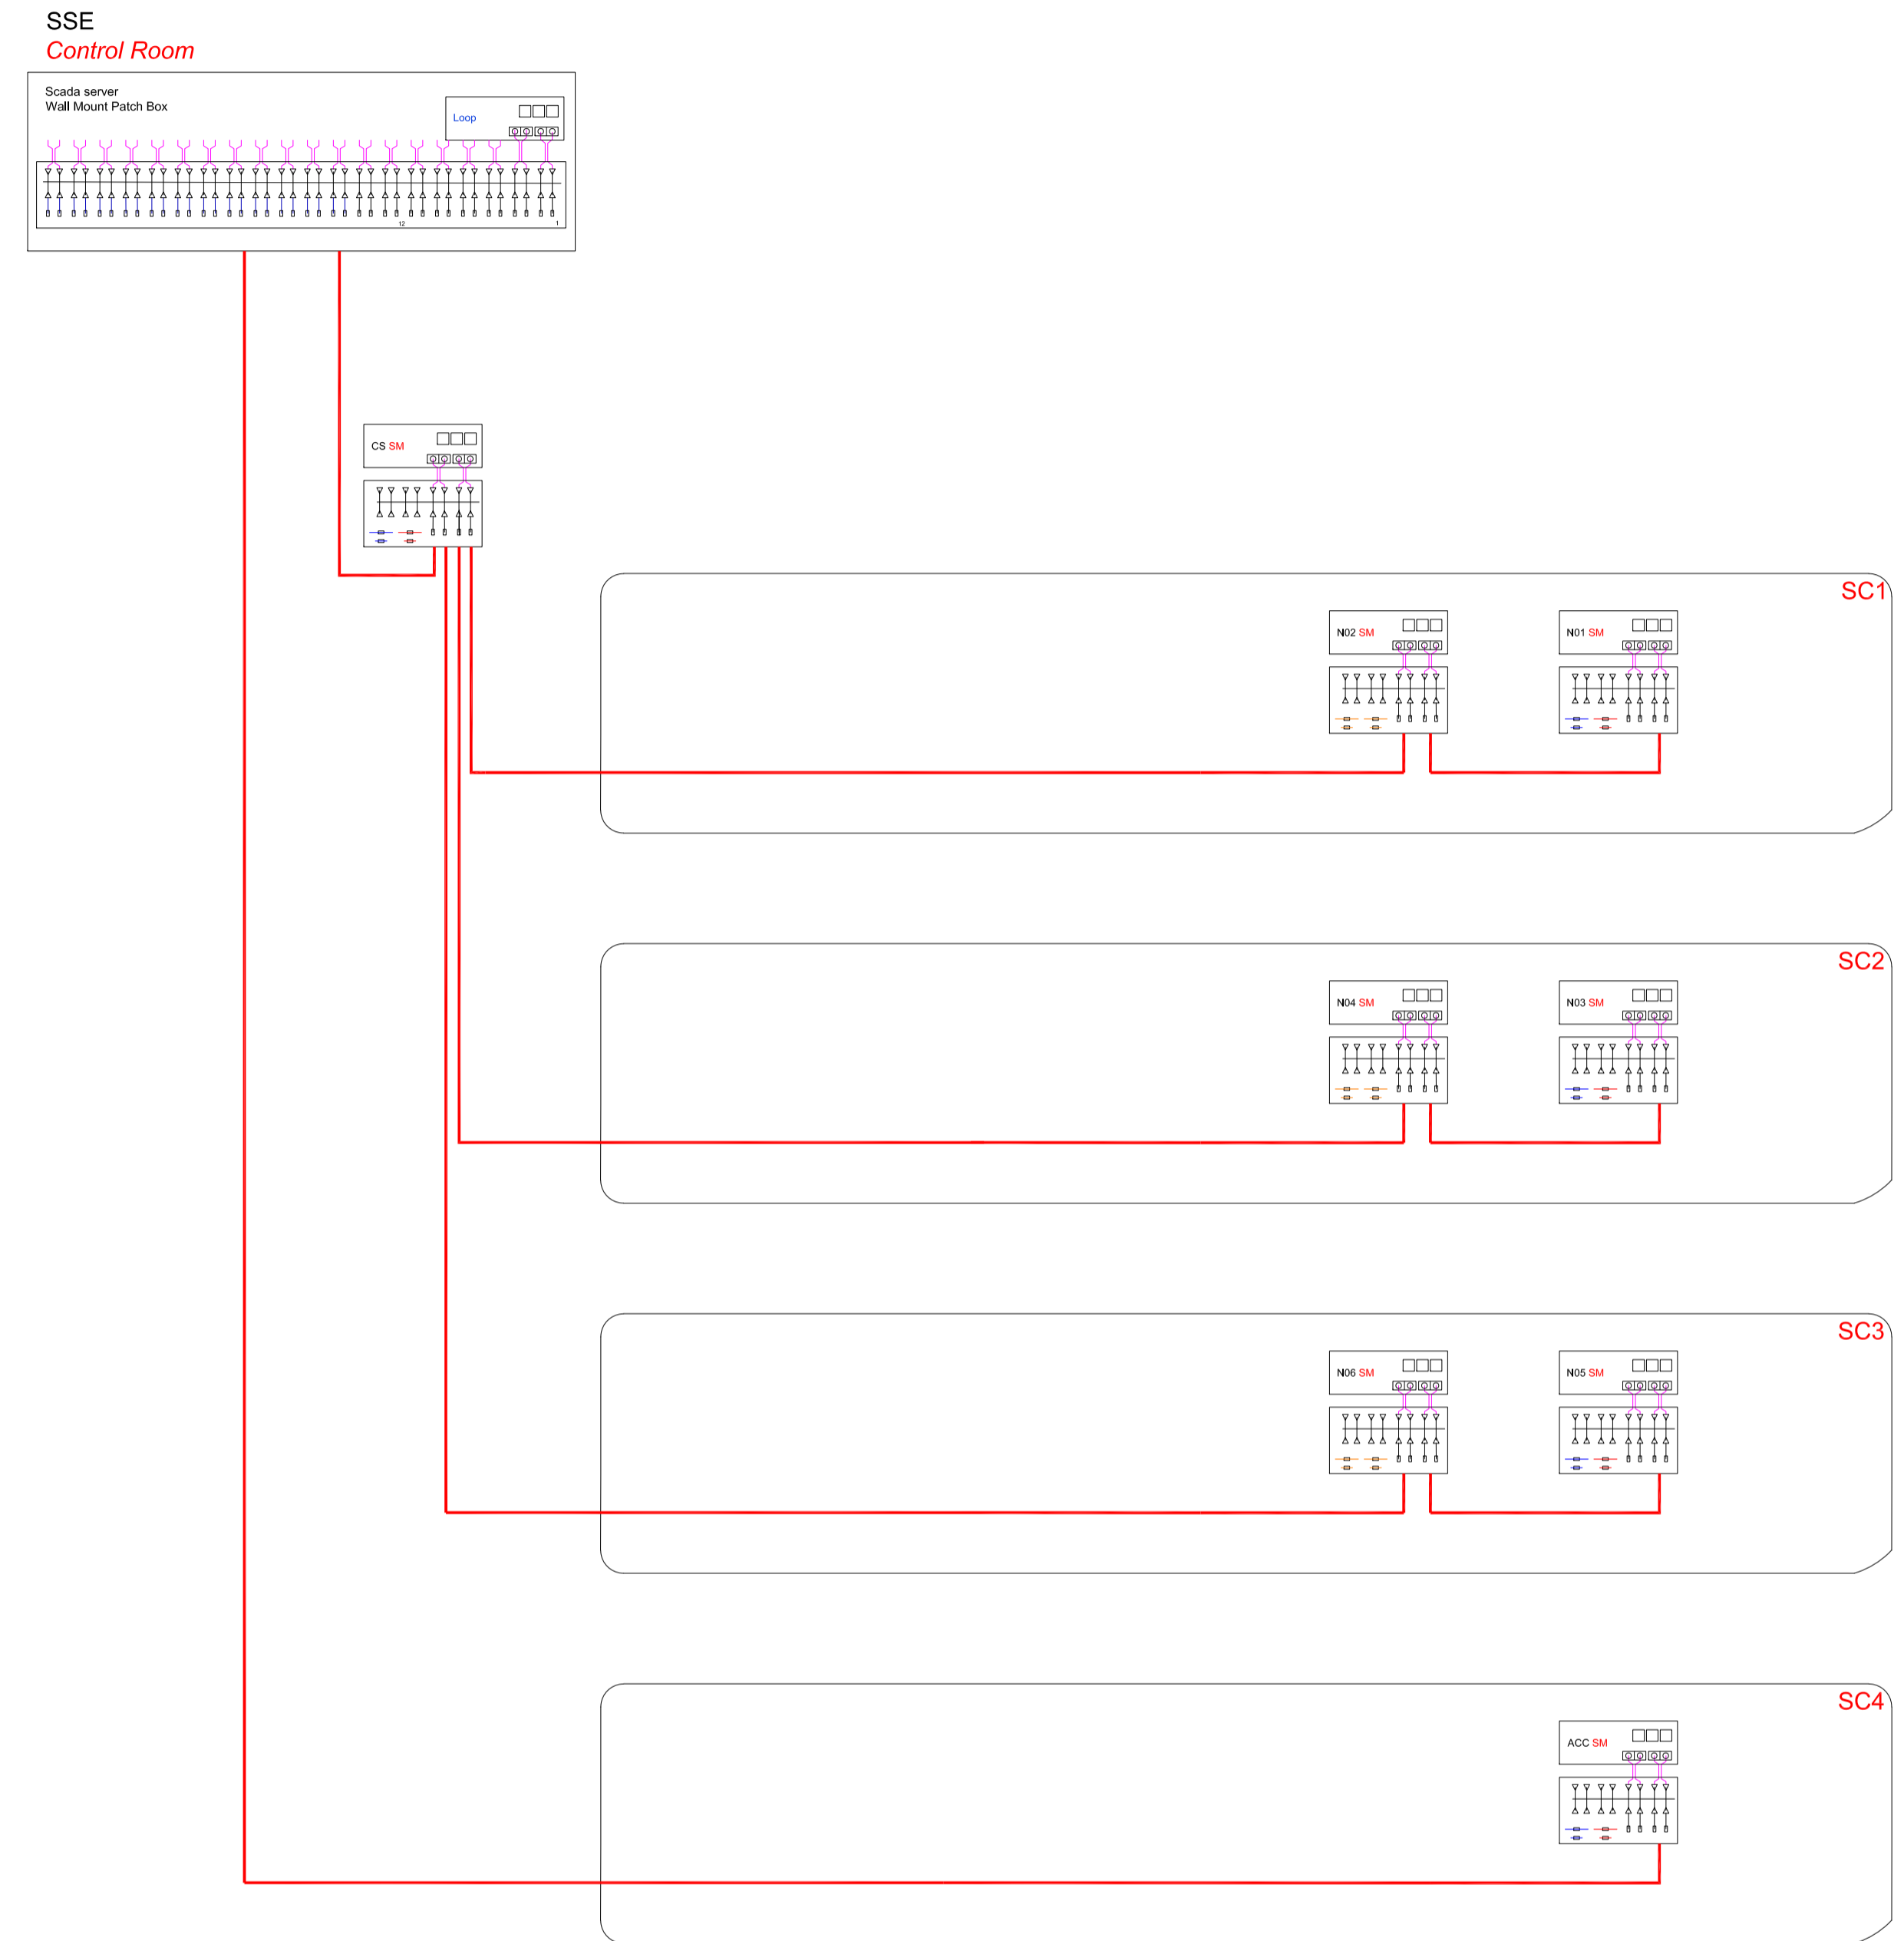 SSE
Control Room
Scada server
Wall Mount Patch Box
Loop
12
1
CS SM
SC1
N02 SM
N01 SM
SC2
N04 SM
N03 SM
SC3
N06 SM
N05 SM
SC4
ACC SM